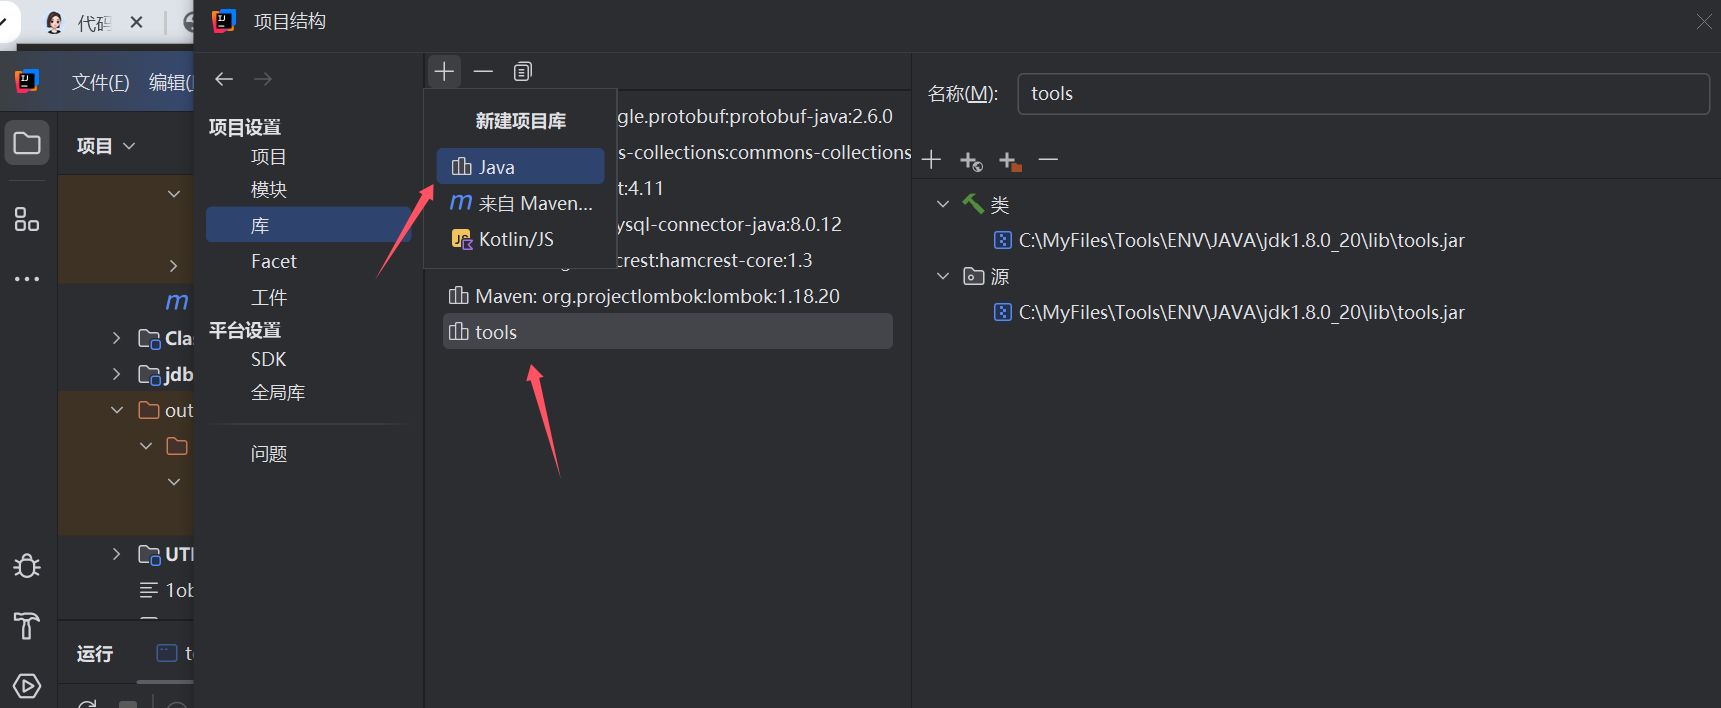 代码
项目结构
文件(F)
编辑(
项目
Cla
jdb
out
UTI
1ob
运行
项目设置
项目
模块
库
Facet
工件
平台设置
SDK
全局库
问题
新建项目库
Java
来自 Maven...
Kotlin/JS
gle.protobuf:protobuf-java:2.6.0
s-collections:commons-collections
t:4.11
ysql-connector-java:8.0.12
crest:hamcrest-core:1.3
Maven: org.projectlombok:lombok:1.18.20
tools
名称(M):
tools
类
C:\MyFiles\Tools\ENV\JAVA\jdk1.8.0_20\lib\tools.jar
源
C:\MyFiles\Tools\ENV\JAVA\jdk1.8.0_20\lib\tools.jar